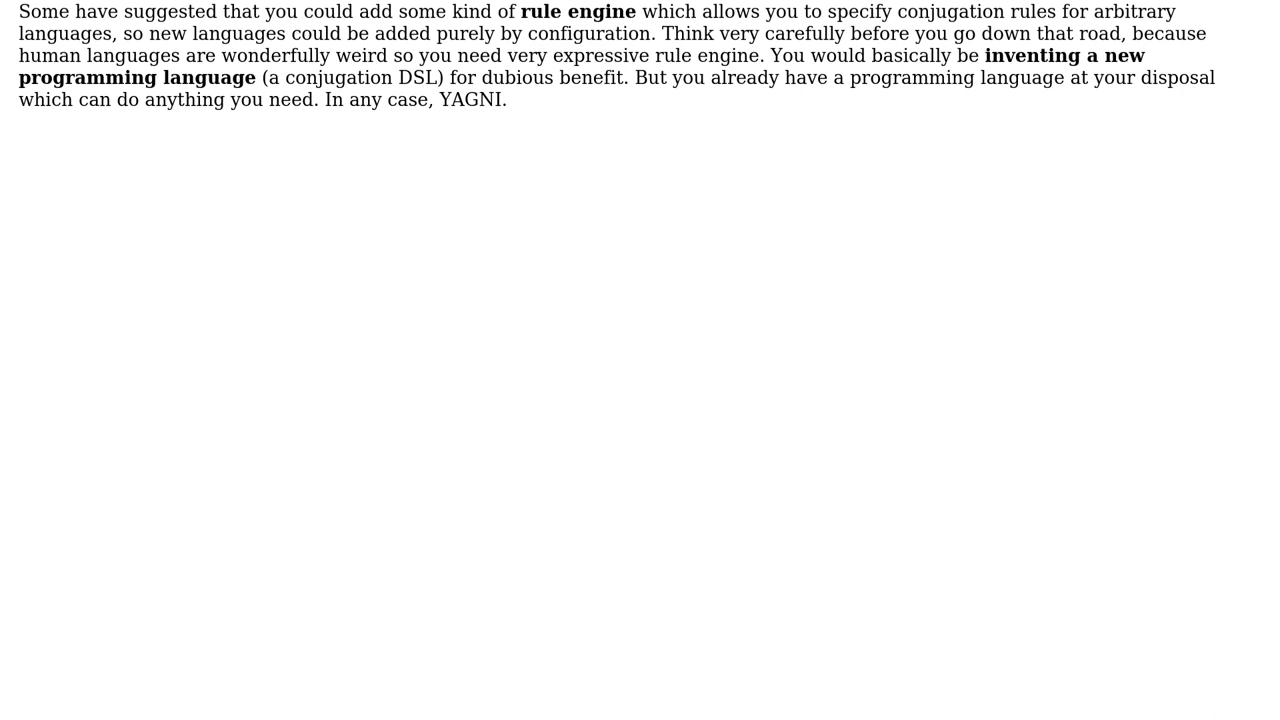 Some have suggested that you could add some kind of rule engine which allows you to specify conjugation rules for arbitrary
languages, so new languages could be added purely by configuration. Think very carefully before you go down that road, because
human languages are wonderfully weird so you need very expressive rule engine. You would basically be inventing a new
programming language (a conjugation DSL) for dubious benefit. But you already have a programming language at your disposal
which can do anything you need. In any case, YAGNI.